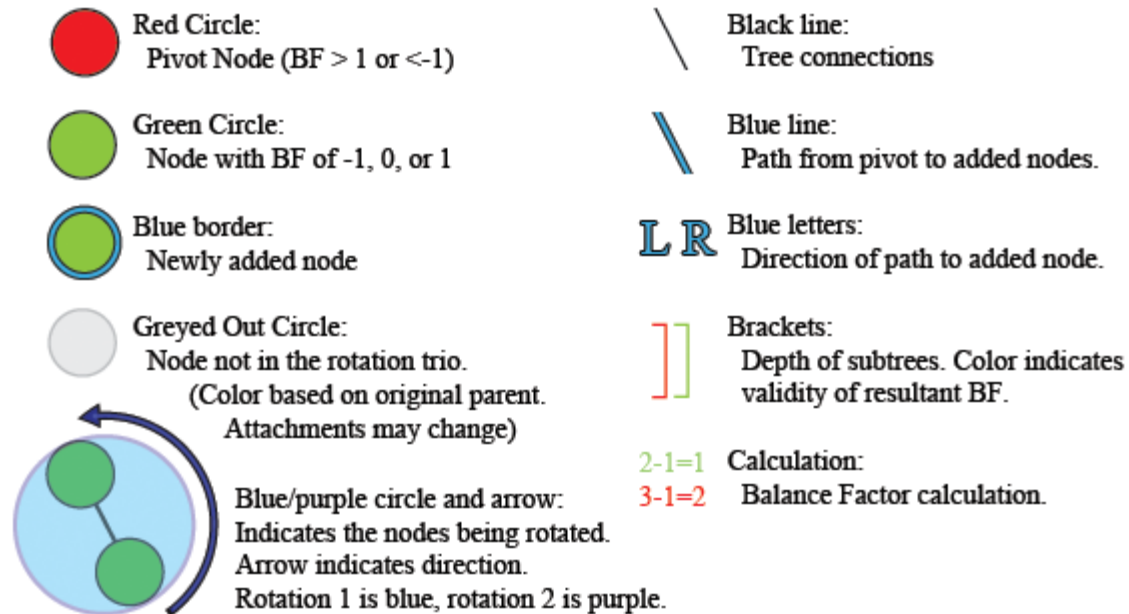 Red Circle:
Pivot Node (BF > 1 or <-1)
Green Circle:
Node with BF of -1, 0, or 1
Blue border:
Newly added node
Greyed Out Circle:
Node not in the rotation trio.
(Color based on original parent.
Attachments may change)
Blue/purple circle and arrow:
Indicates the nodes being rotated.
Arrow indicates direction.
Rotation 1 is blue, rotation 2 is purple.
Black line:
Tree connections
Blue line:
Path from pivot to added nodes.
L R Blue letters:
Direction of path to added node.
Brackets:
Depth of subtrees. Color indicates
validity of resultant BF.
2-1=1 Calculation:
3-1=2 Balance Factor calculation.